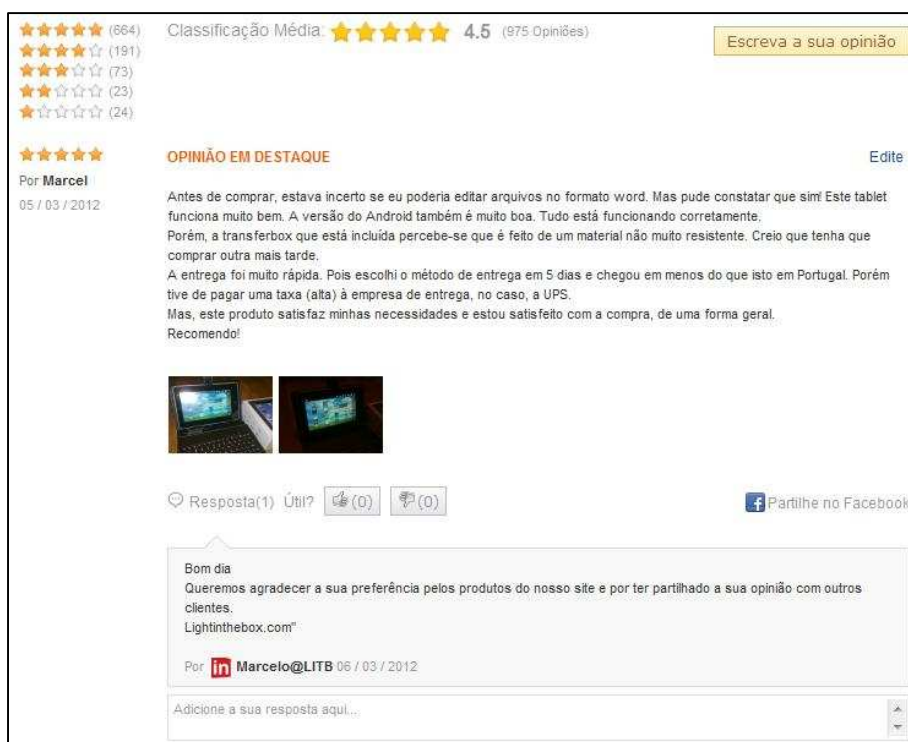 (664)
Classificação Média: 4.5 (975 Opiniões)
Escreva a sua opinião
(191)
(73)
(23)
(24)
OPINIÃO EM DESTAQUE
Edite
Por Marcel
05 / 03 / 2012
Antes de comprar, estava incerto se eu poderia editar arquivos no formato word. Mas pude constatar que sim! Este tablet
funciona muito bem. A versão do Android também é muito boa. Tudo está funcionando corretamente.
Porém, a transferbox que está incluída percebe-se que é feito de um material não muito resistente. Creio que tenha que
comprar outra mais tarde.
A entrega foi muito rápida. Pois escolhi o método de entrega em 5 dias e chegou em menos do que isto em Portugal. Porém
tive de pagar uma taxa (alta) à empresa de entrega, no caso, a UPS.
Mas, este produto satisfaz minhas necessidades e estou satisfeito com a compra, de uma forma geral.
Recomendo!
Resposta(1) Útil? (0) (0)
f Partilhe no Facebook
Bom dia
Queremos agradecer a sua preferência pelos produtos do nosso site e por ter partilhado a sua opinião com outros
clientes.
Lightinthebox.com"
Por in Marcelo@LITB 06 / 03 / 2012
Adicione a sua resposta aqui...